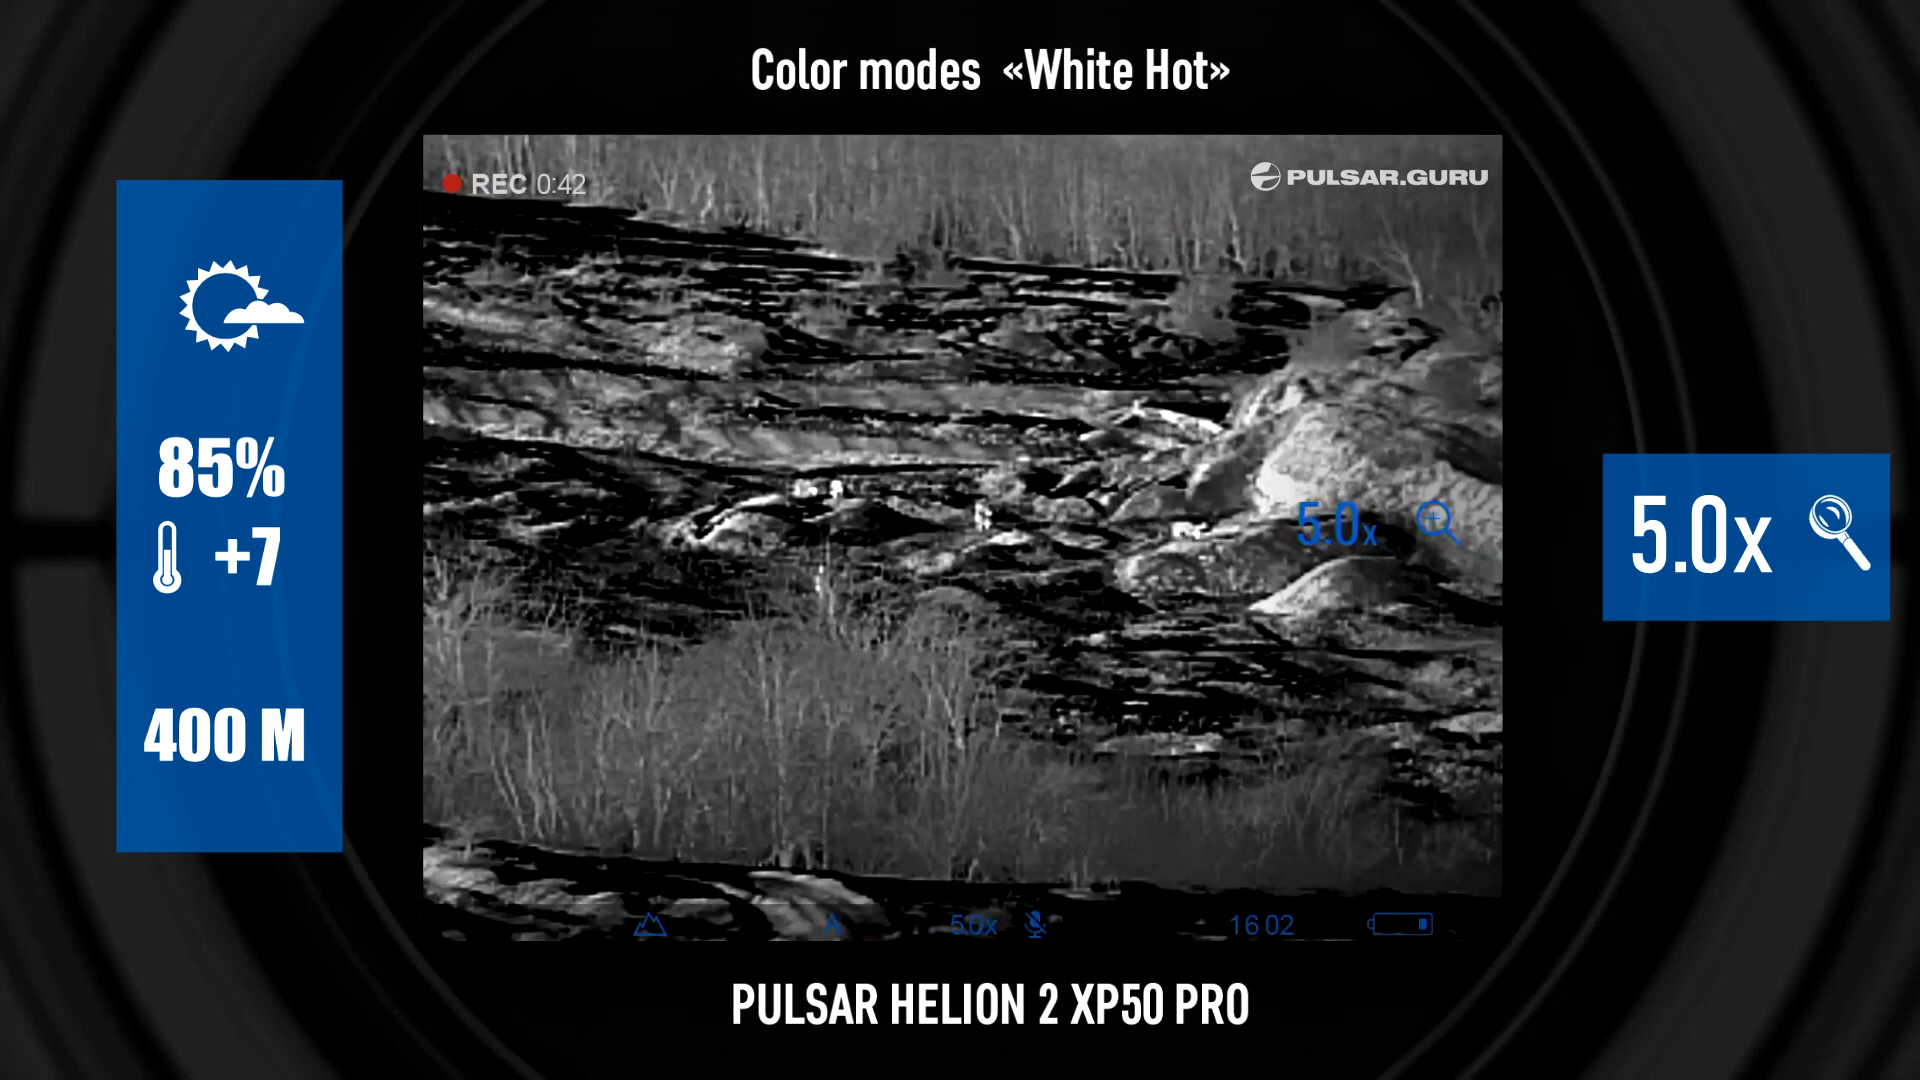 Color modes «White Hot»
REC 0:42
PULSAR.GURU
85%
+7
400 M
5.0x
5.0x
5.0x
16 02
PULSAR HELION 2 XP50 PRO